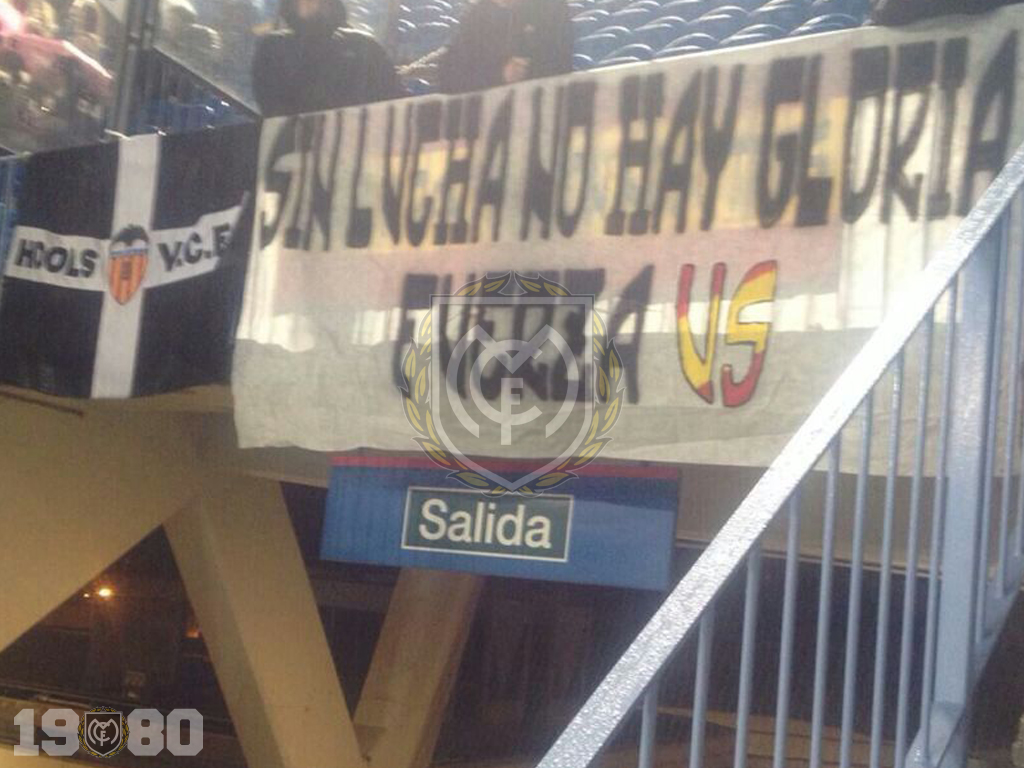 SIN LUCHA NO HAY GLORIA
FUERZA US
HOOLS V.C.F
Salida
1980